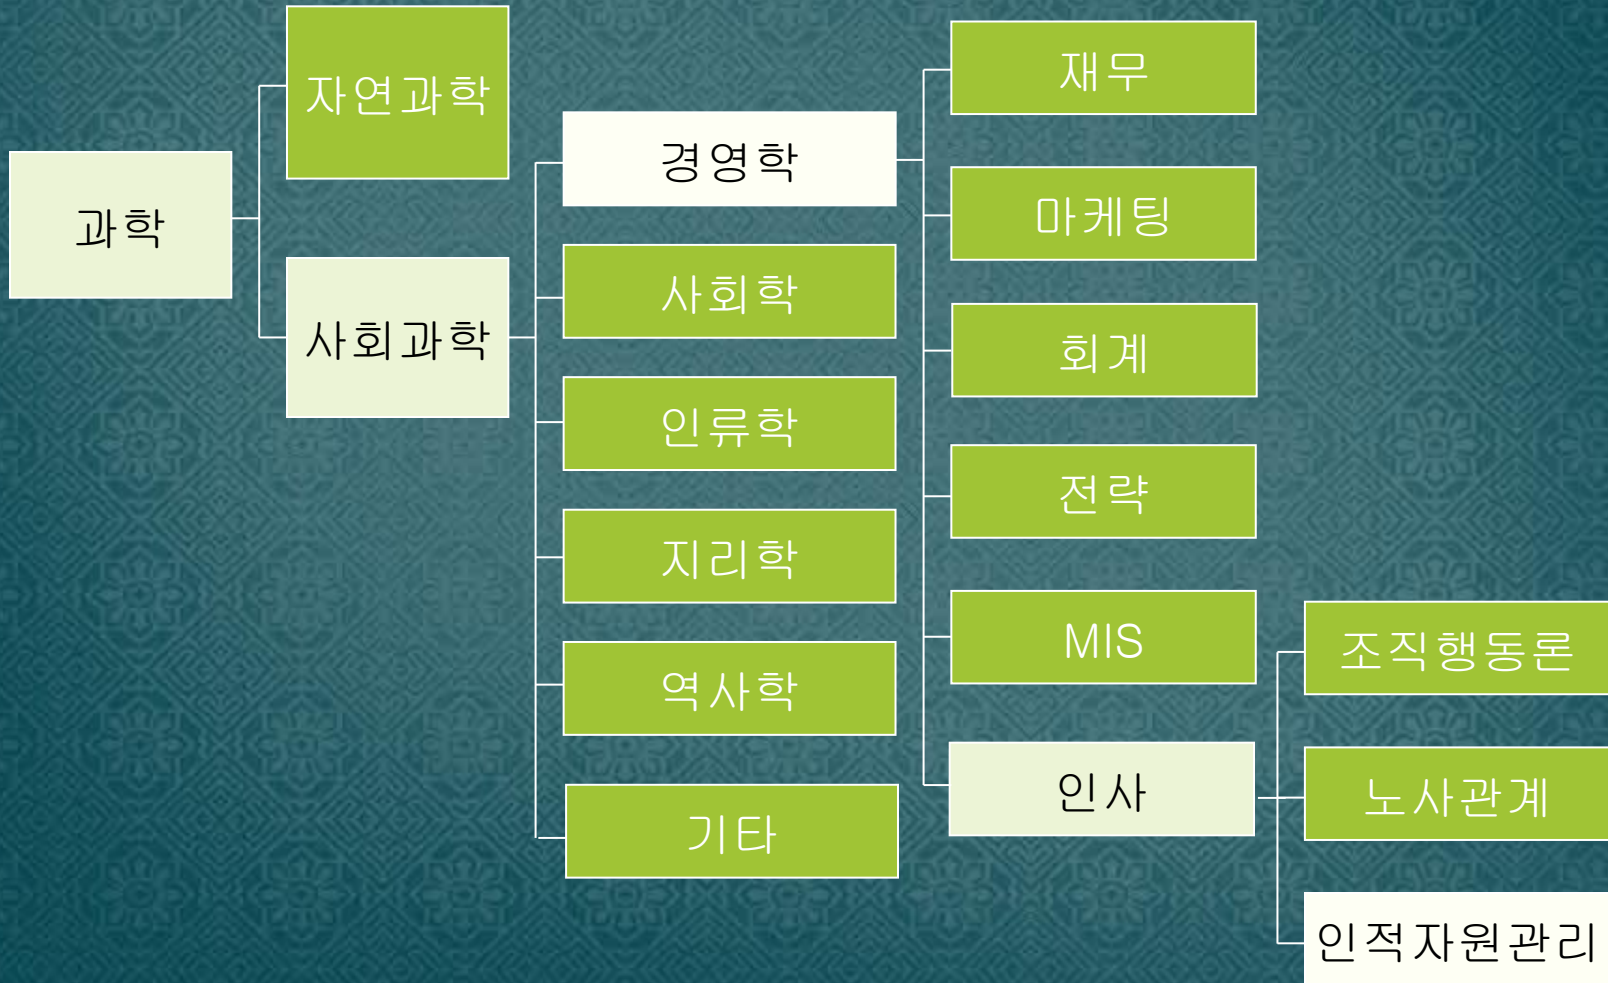 과학
자연과학
사회과학
경영학
사회학
인류학
지리학
역사학
기타
재무
마케팅
회계
전략
MIS
인사
조직행동론
노사관계
인적자원관리